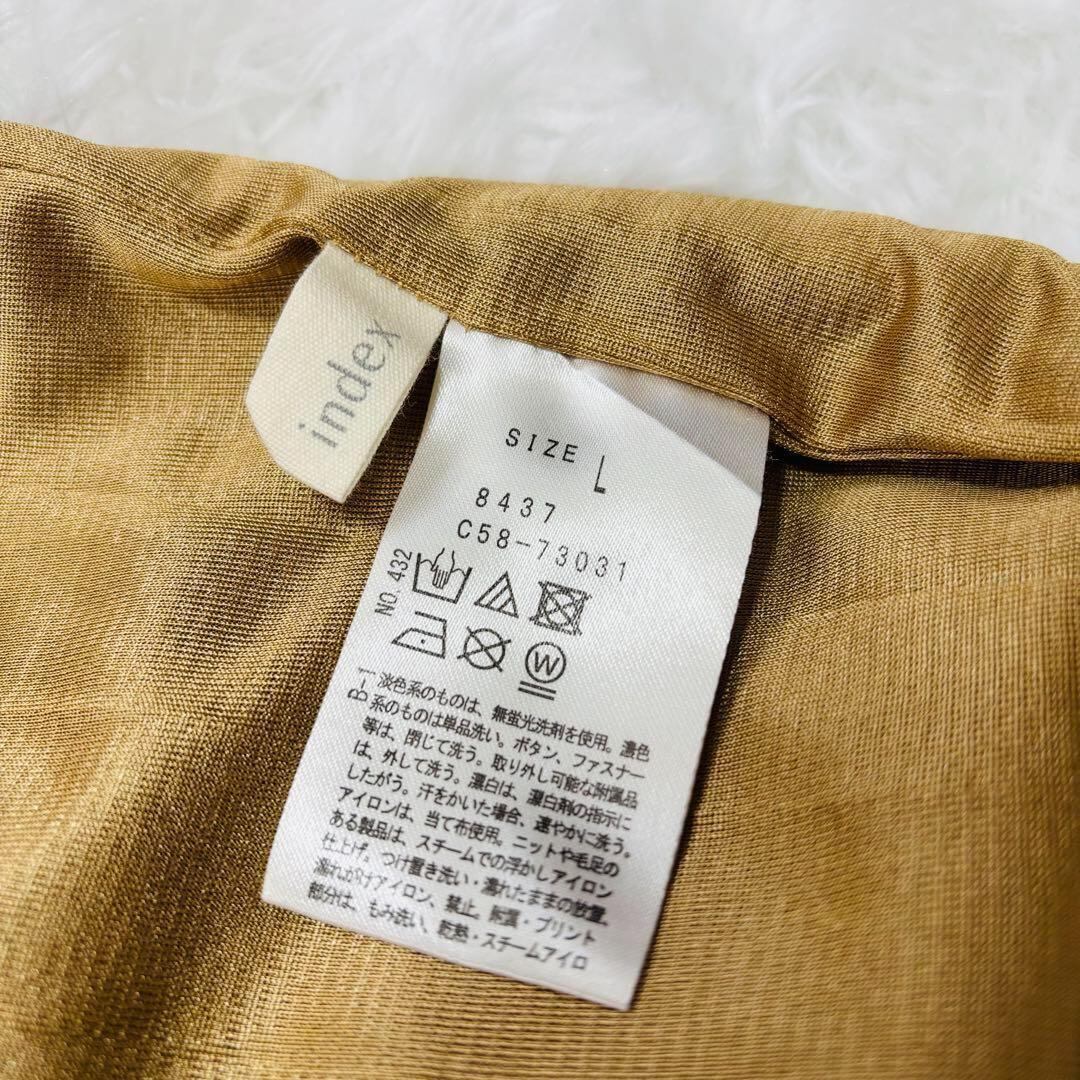 index
SIZE L
8437
C58-73031
NO. 432
W
B-1
淡色系のものは、無蛍光洗剤を使用。濃色
系のものは単品洗い。ボタン、ファスナー
等は、閉じて洗う。取り外し可能な附属品
は、外して洗う。漂白は、漂白剤の指示に
したがう。汗をかいた場合、速やかに洗う。
アイロンは、当て布使用。ニットや毛足の
ある製品は、スチームでの浮かしアイロン
仕上げ。つけ置き洗い・濡れたままの放置、
濡れがけアイロン、禁止。附属・プリント
部分は、もみ洗い、乾熱・スチームアイロ